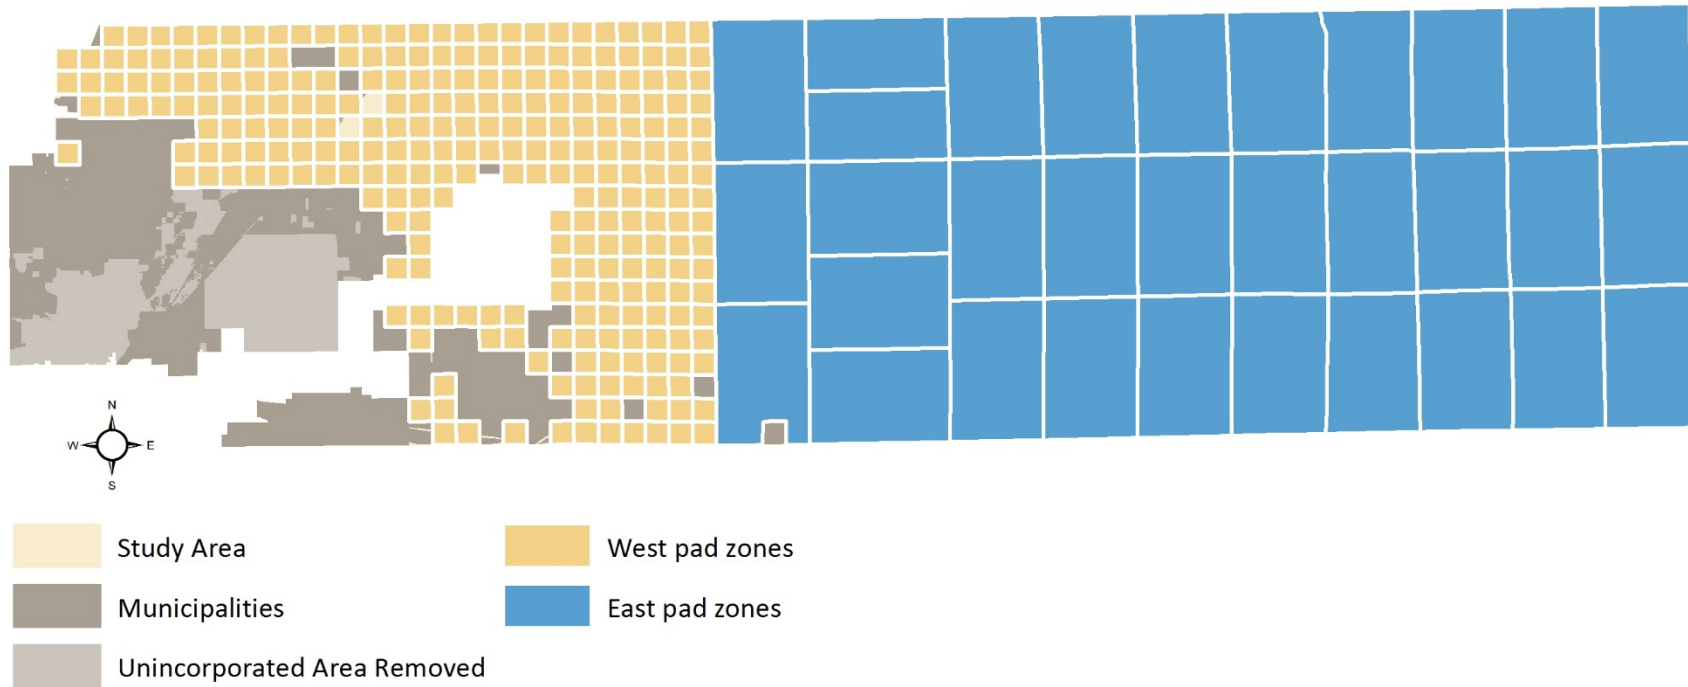 N
W
E
S
Study Area
West pad zones
Municipalities
East pad zones
Unincorporated Area Removed